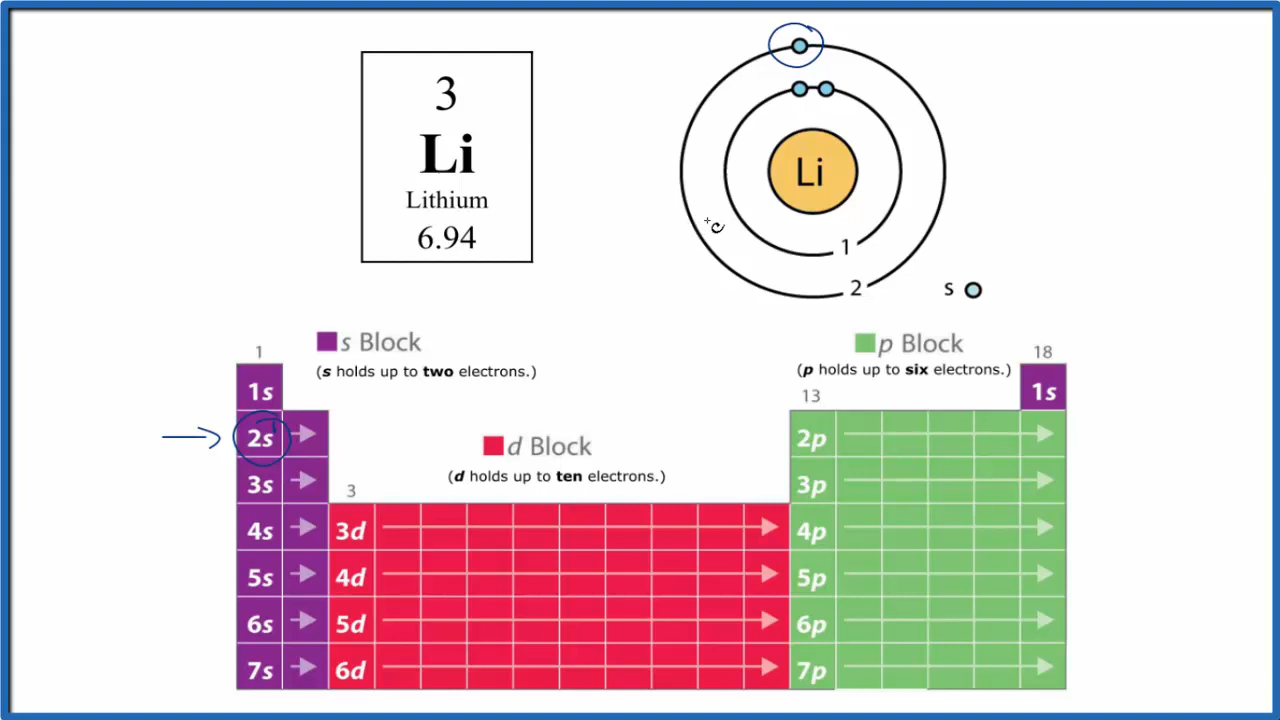 3
Li
Lithium
6.94
Li
1
2
s
s Block
(s holds up to two electrons.)
p Block
(p holds up to six electrons.)
d Block
(d holds up to ten electrons.)
1
18
13
3
1s
1s
2s
2p
3s
3p
4s
3d
4p
5s
4d
5p
6s
5d
6p
7s
6d
7p